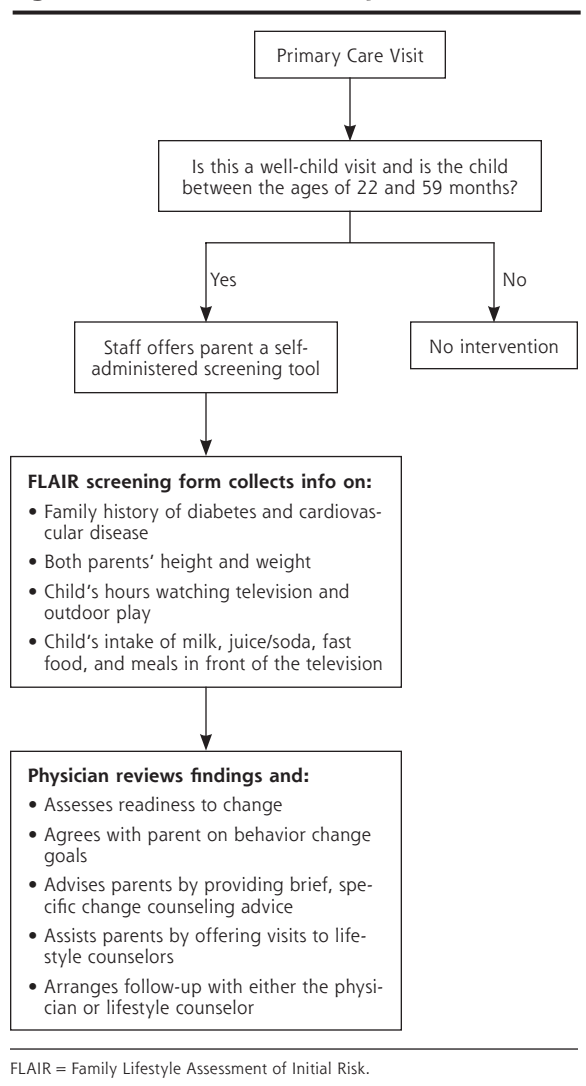 Primary Care Visit
Is this a well-child visit and is the child
between the ages of 22 and 59 months?
Yes
No
Staff offers parent a self-
administered screening tool
No intervention
FLAIR screening form collects info on:
• Family history of diabetes and cardiovas-
cular disease
• Both parents’ height and weight
• Child’s hours watching television and
outdoor play
• Child’s intake of milk, juice/soda, fast
food, and meals in front of the television
Physician reviews findings and:
• Assesses readiness to change
• Agrees with parent on behavior change
goals
• Advises parents by providing brief, spe-
cific change counseling advice
• Assists parents by offering visits to life-
style counselors
• Arranges follow-up with either the physi-
cian or lifestyle counselor
FLAIR = Family Lifestyle Assessment of Initial Risk.